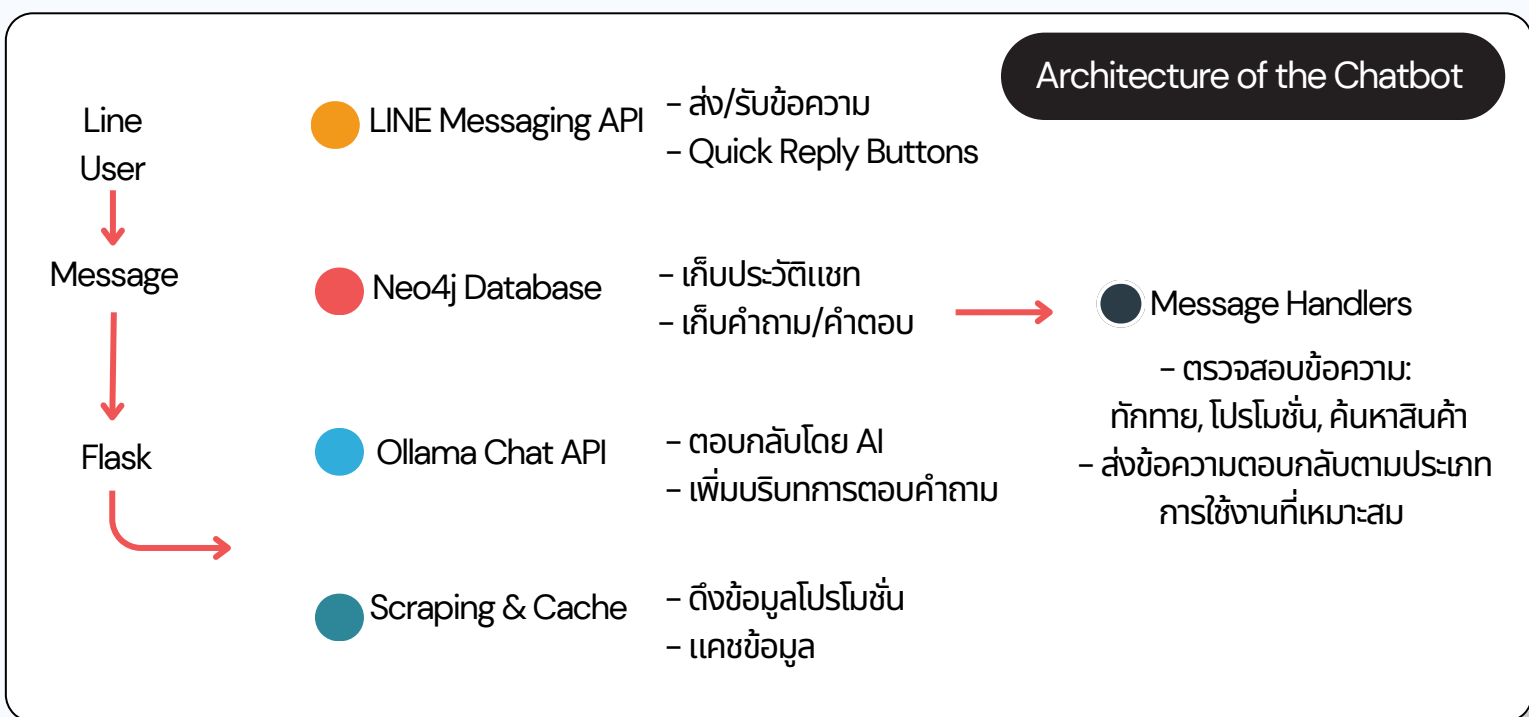 Architecture of the Chatbot
Line
User
Message
Flask
LINE Messaging API
- ส่ง/รับข้อความ
- Quick Reply Buttons
Neo4j Database
- เก็บประวัติแชท
- เก็บคำถาม/คำตอบ
Ollama Chat API
- ตอบกลับโดย AI
- เพิ่มบริบทการตอบคำถาม
Scraping & Cache
- ดึงข้อมูลโปรโมชั่น
- แคชข้อมูล
Message Handlers
- ตรวจสอบข้อความ:
ทักทาย, โปรโมชั่น, ค้นหาสินค้า
- ส่งข้อความตอบกลับตามประเภท
การใช้งานที่เหมาะสม